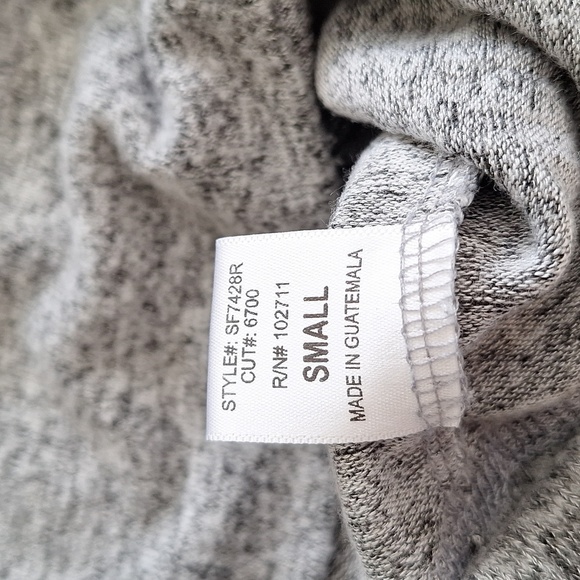 STYLE#: SF7428R
CUT#: 6700
R/N# 102711
SMALL
MADE IN GUATEMALA